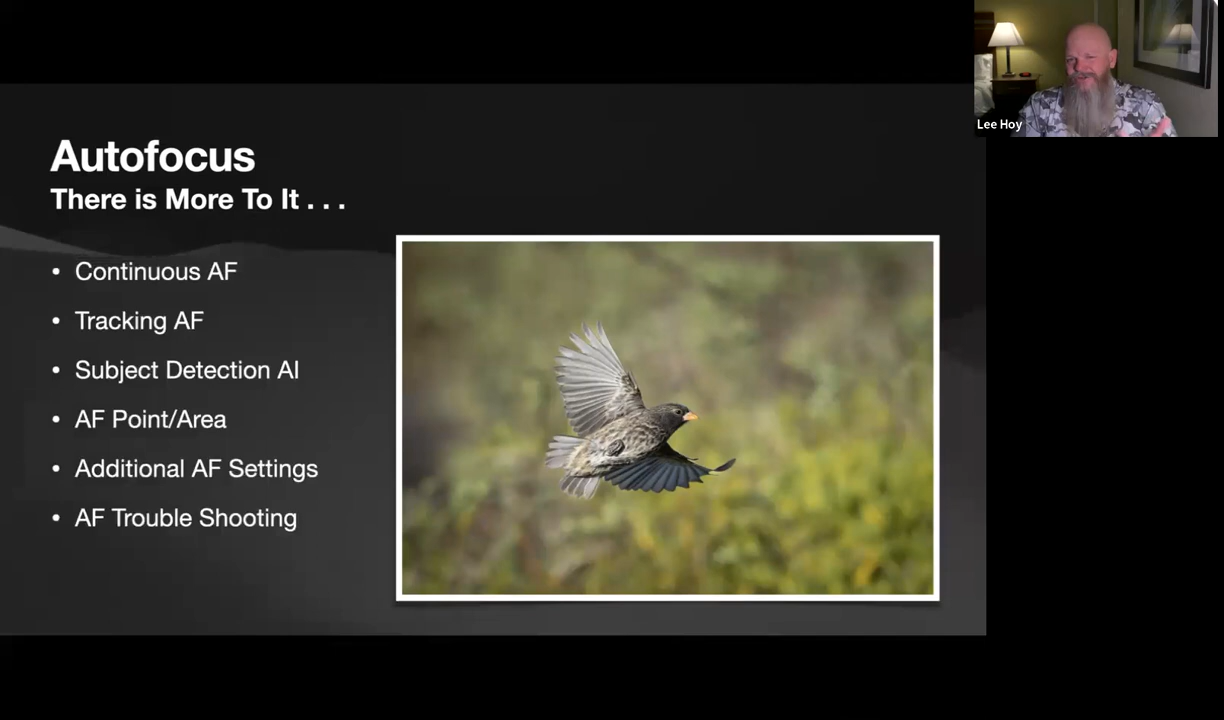 Autofocus
There is More To It . . .
• Continuous AF
• Tracking AF
• Subject Detection AI
• AF Point/Area
• Additional AF Settings
• AF Trouble Shooting
Lee Hoy